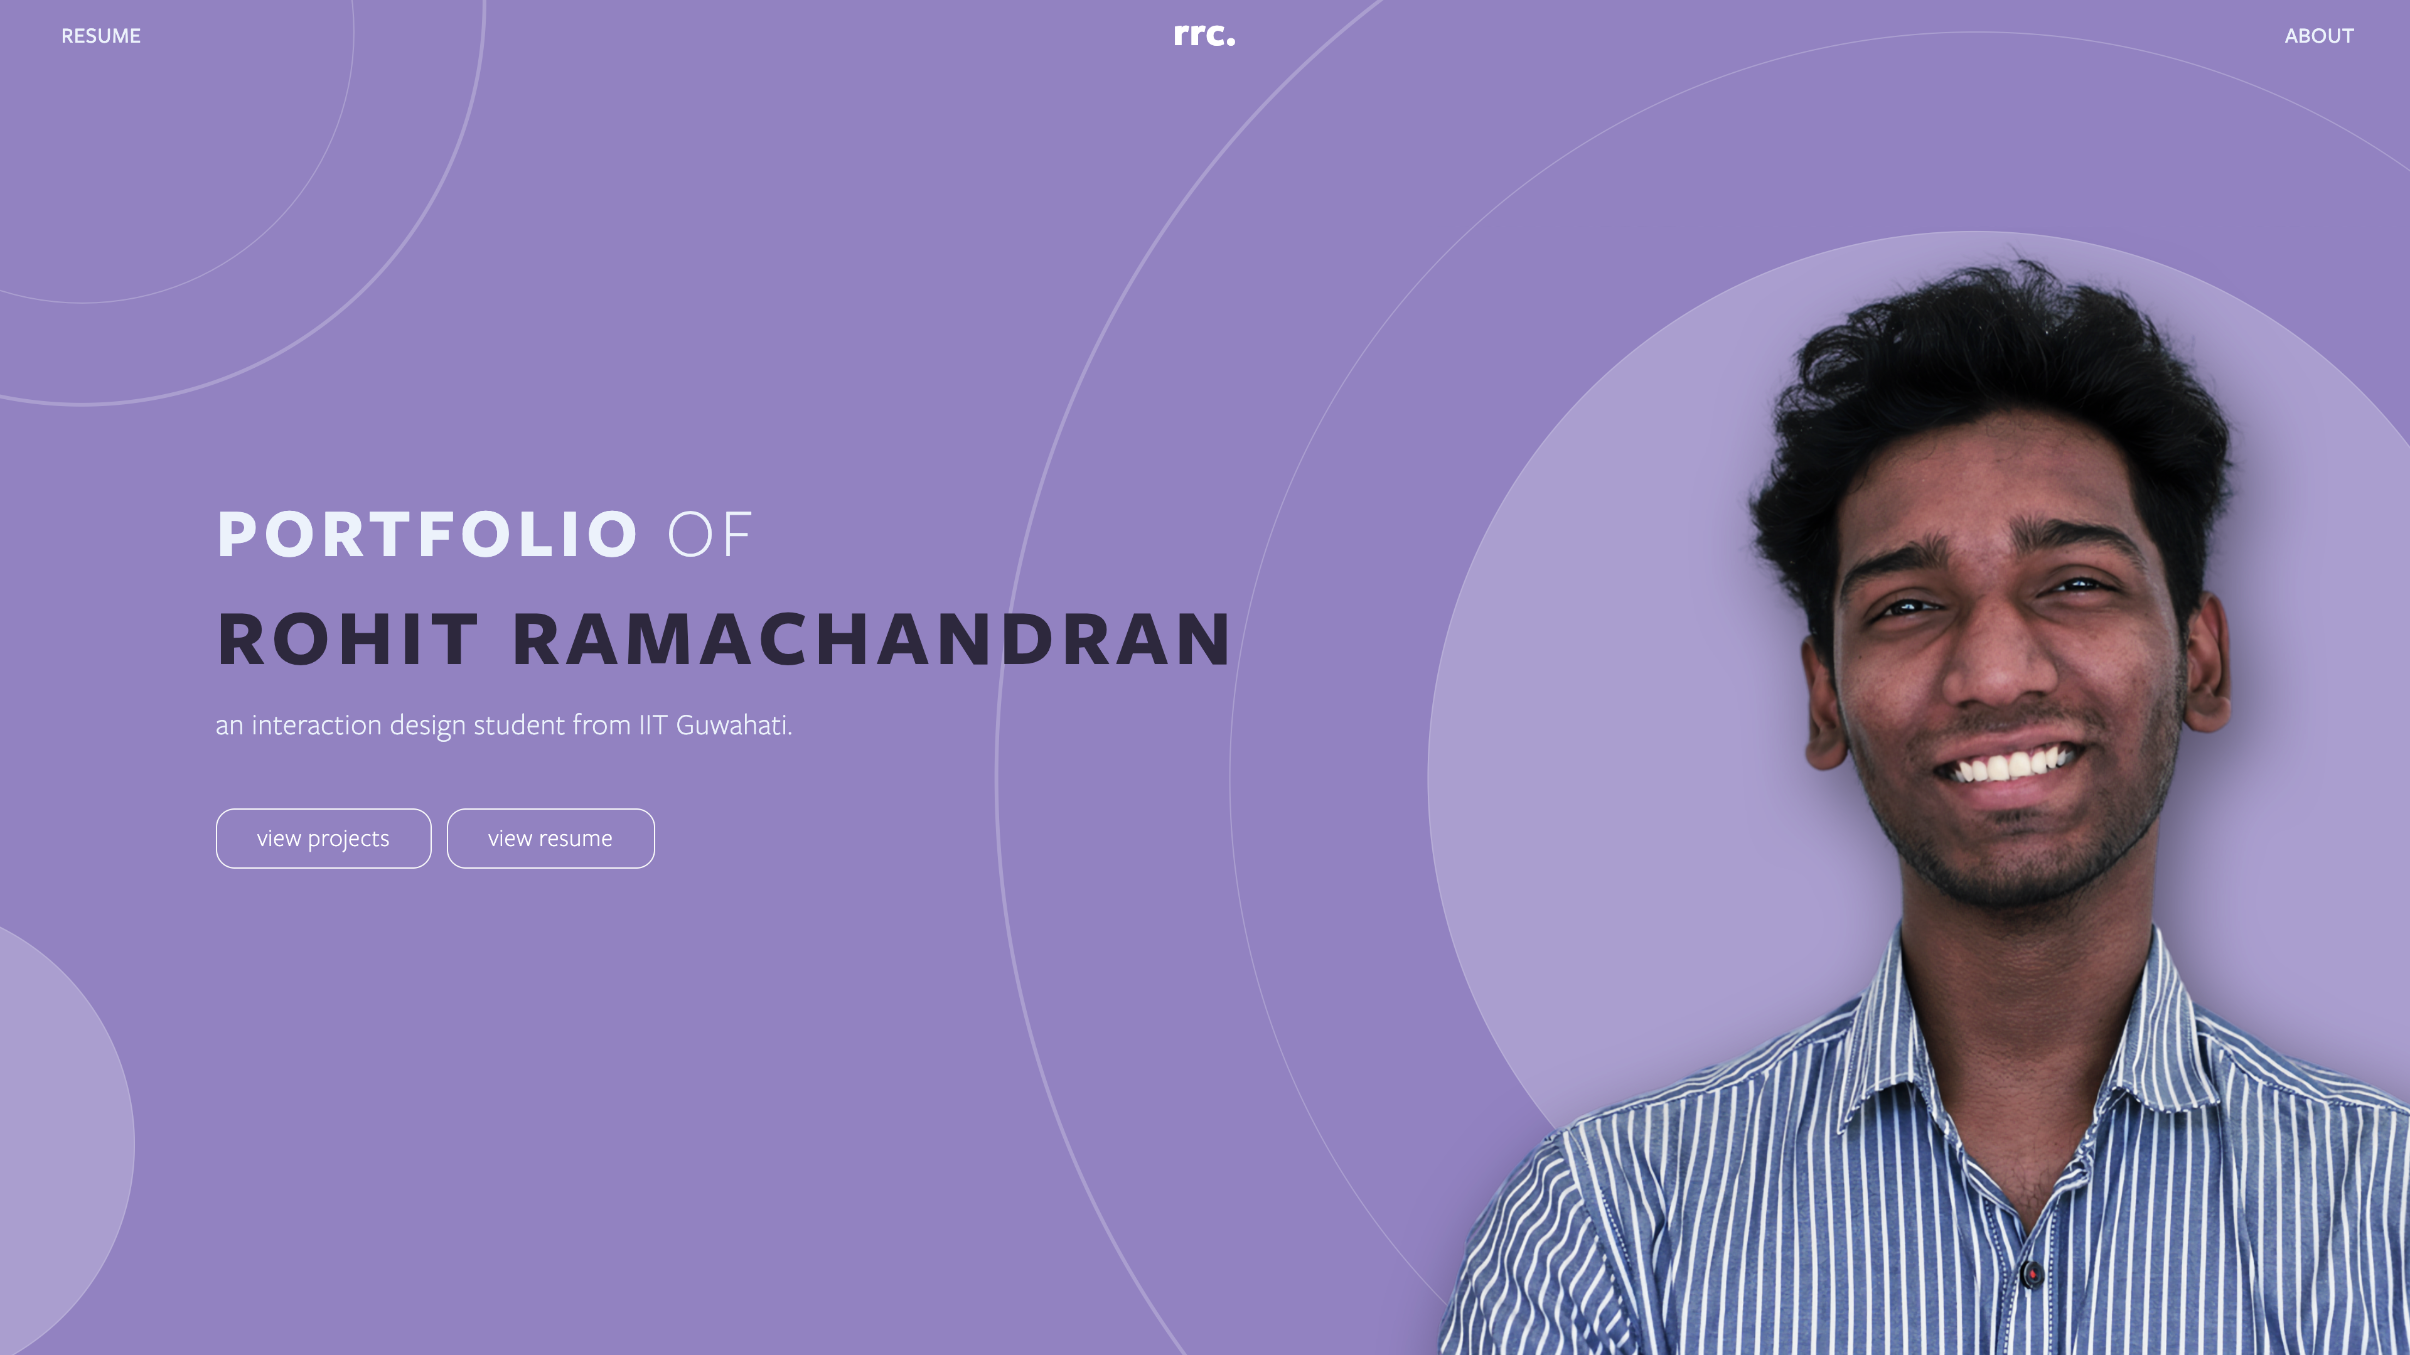 RESUME
rrc.
ABOUT
PORTFOLIO OF
ROHIT RAMACHANDRAN
an interaction design student from IIT Guwahati.
view projects
view resume